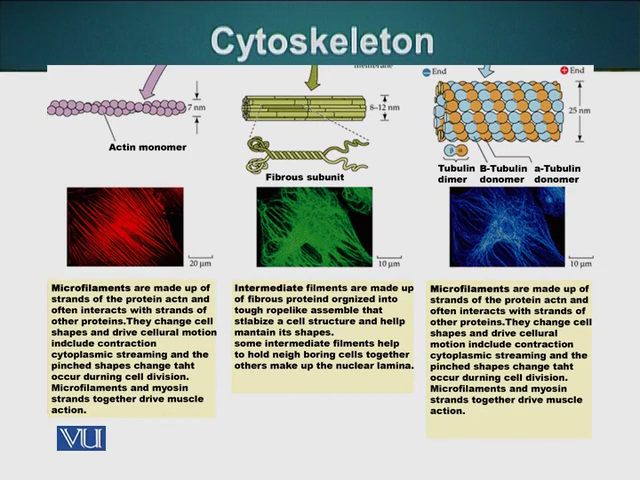 Cytoskeleton
membrane
7 nm
Actin monomer
8–12 nm
Fibrous subunit
End
End
25 nm
β α
Tubulin dimer
B-Tubulin donomer
a-Tubulin donomer
20 µm
10 µm
10 µm
Microfilaments are made up of
strands of the protein actn and
often interacts with strands of
other proteins.They change cell
shapes and drive cellural motion
indclude contraction
cytoplasmic streaming and the
pinched shapes change taht
occur durning cell division.
Microfilaments and myosin
strands together drive muscle
action.
Intermediate filments are made up
of fibrous proteind orgnized into
tough ropelike assemble that
stlabize a cell structure and hellp
mantain its shapes.
some intermediate filments help
to hold neigh boring cells together
others make up the nuclear lamina.
Microfilaments are made up of
strands of the protein actn and
often interacts with strands of
other proteins.They change cell
shapes and drive cellural
motion indclude contraction
cytoplasmic streaming and the
pinched shapes change taht
occur durning cell division.
Microfilaments and myosin
strands together drive muscle
action.
VU